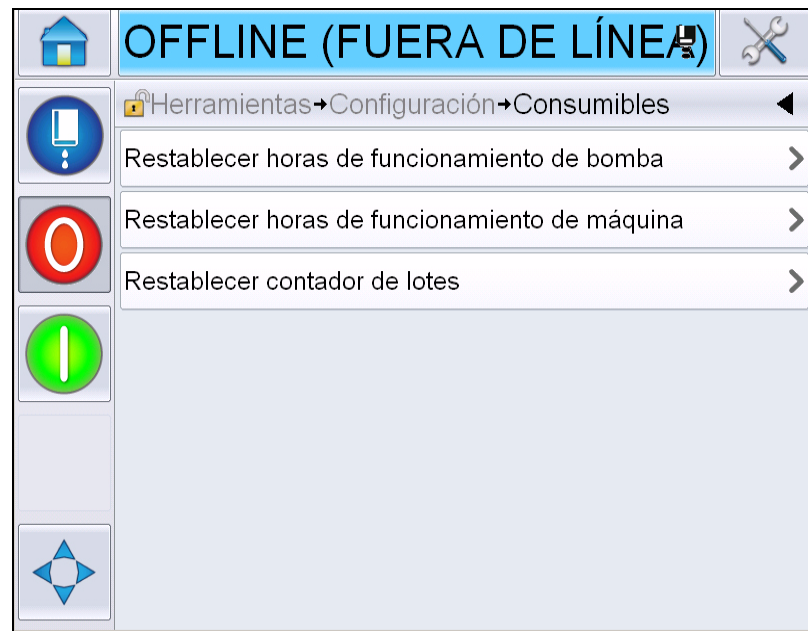 OFFLINE (FUERA DE LÍNEA)
Herramientas→Configuración→Consumibles
Restablecer horas de funcionamiento de bomba
Restablecer horas de funcionamiento de máquina
Restablecer contador de lotes